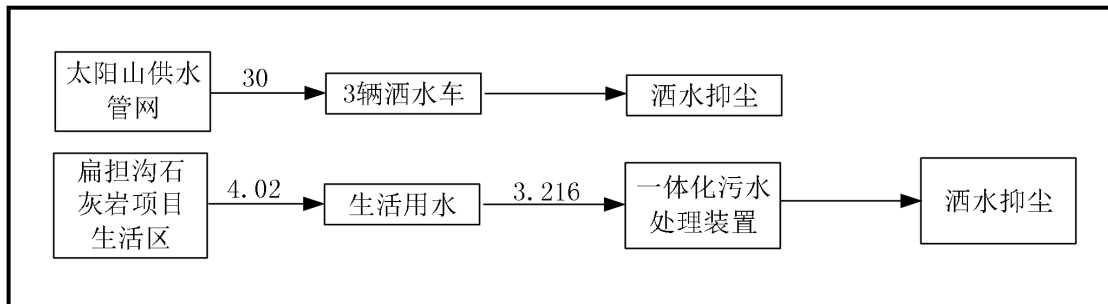 太阳山供水
管网
30
3辆洒水车
洒水抑尘
扁担沟石
灰岩项目
生活区
4.02
生活用水
3.216
一体化污水
处理装置
洒水抑尘